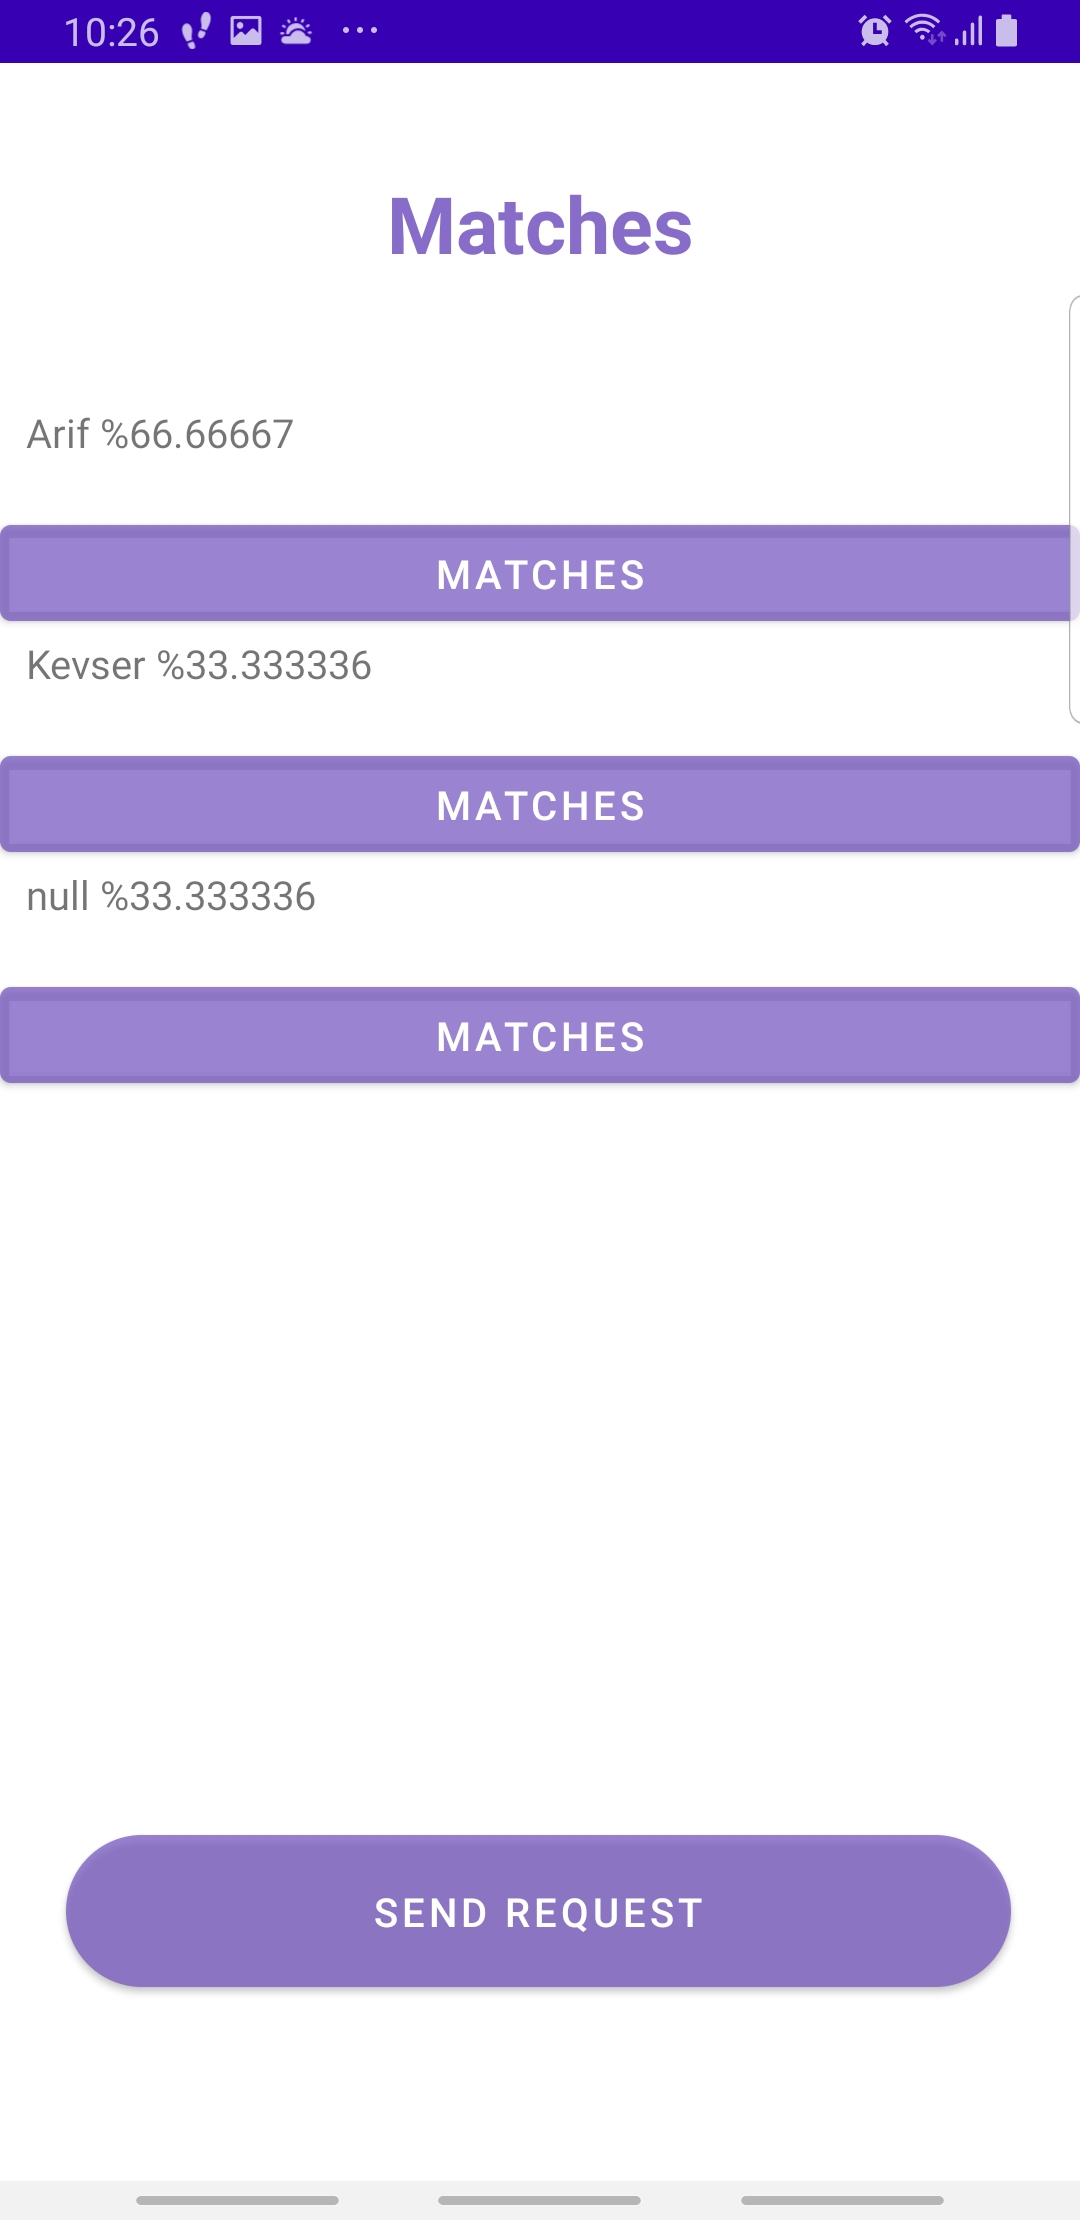 10:26
Matches
Arif %66.66667
MATCHES
Kevser %33.333336
MATCHES
null %33.333336
MATCHES
SEND REQUEST